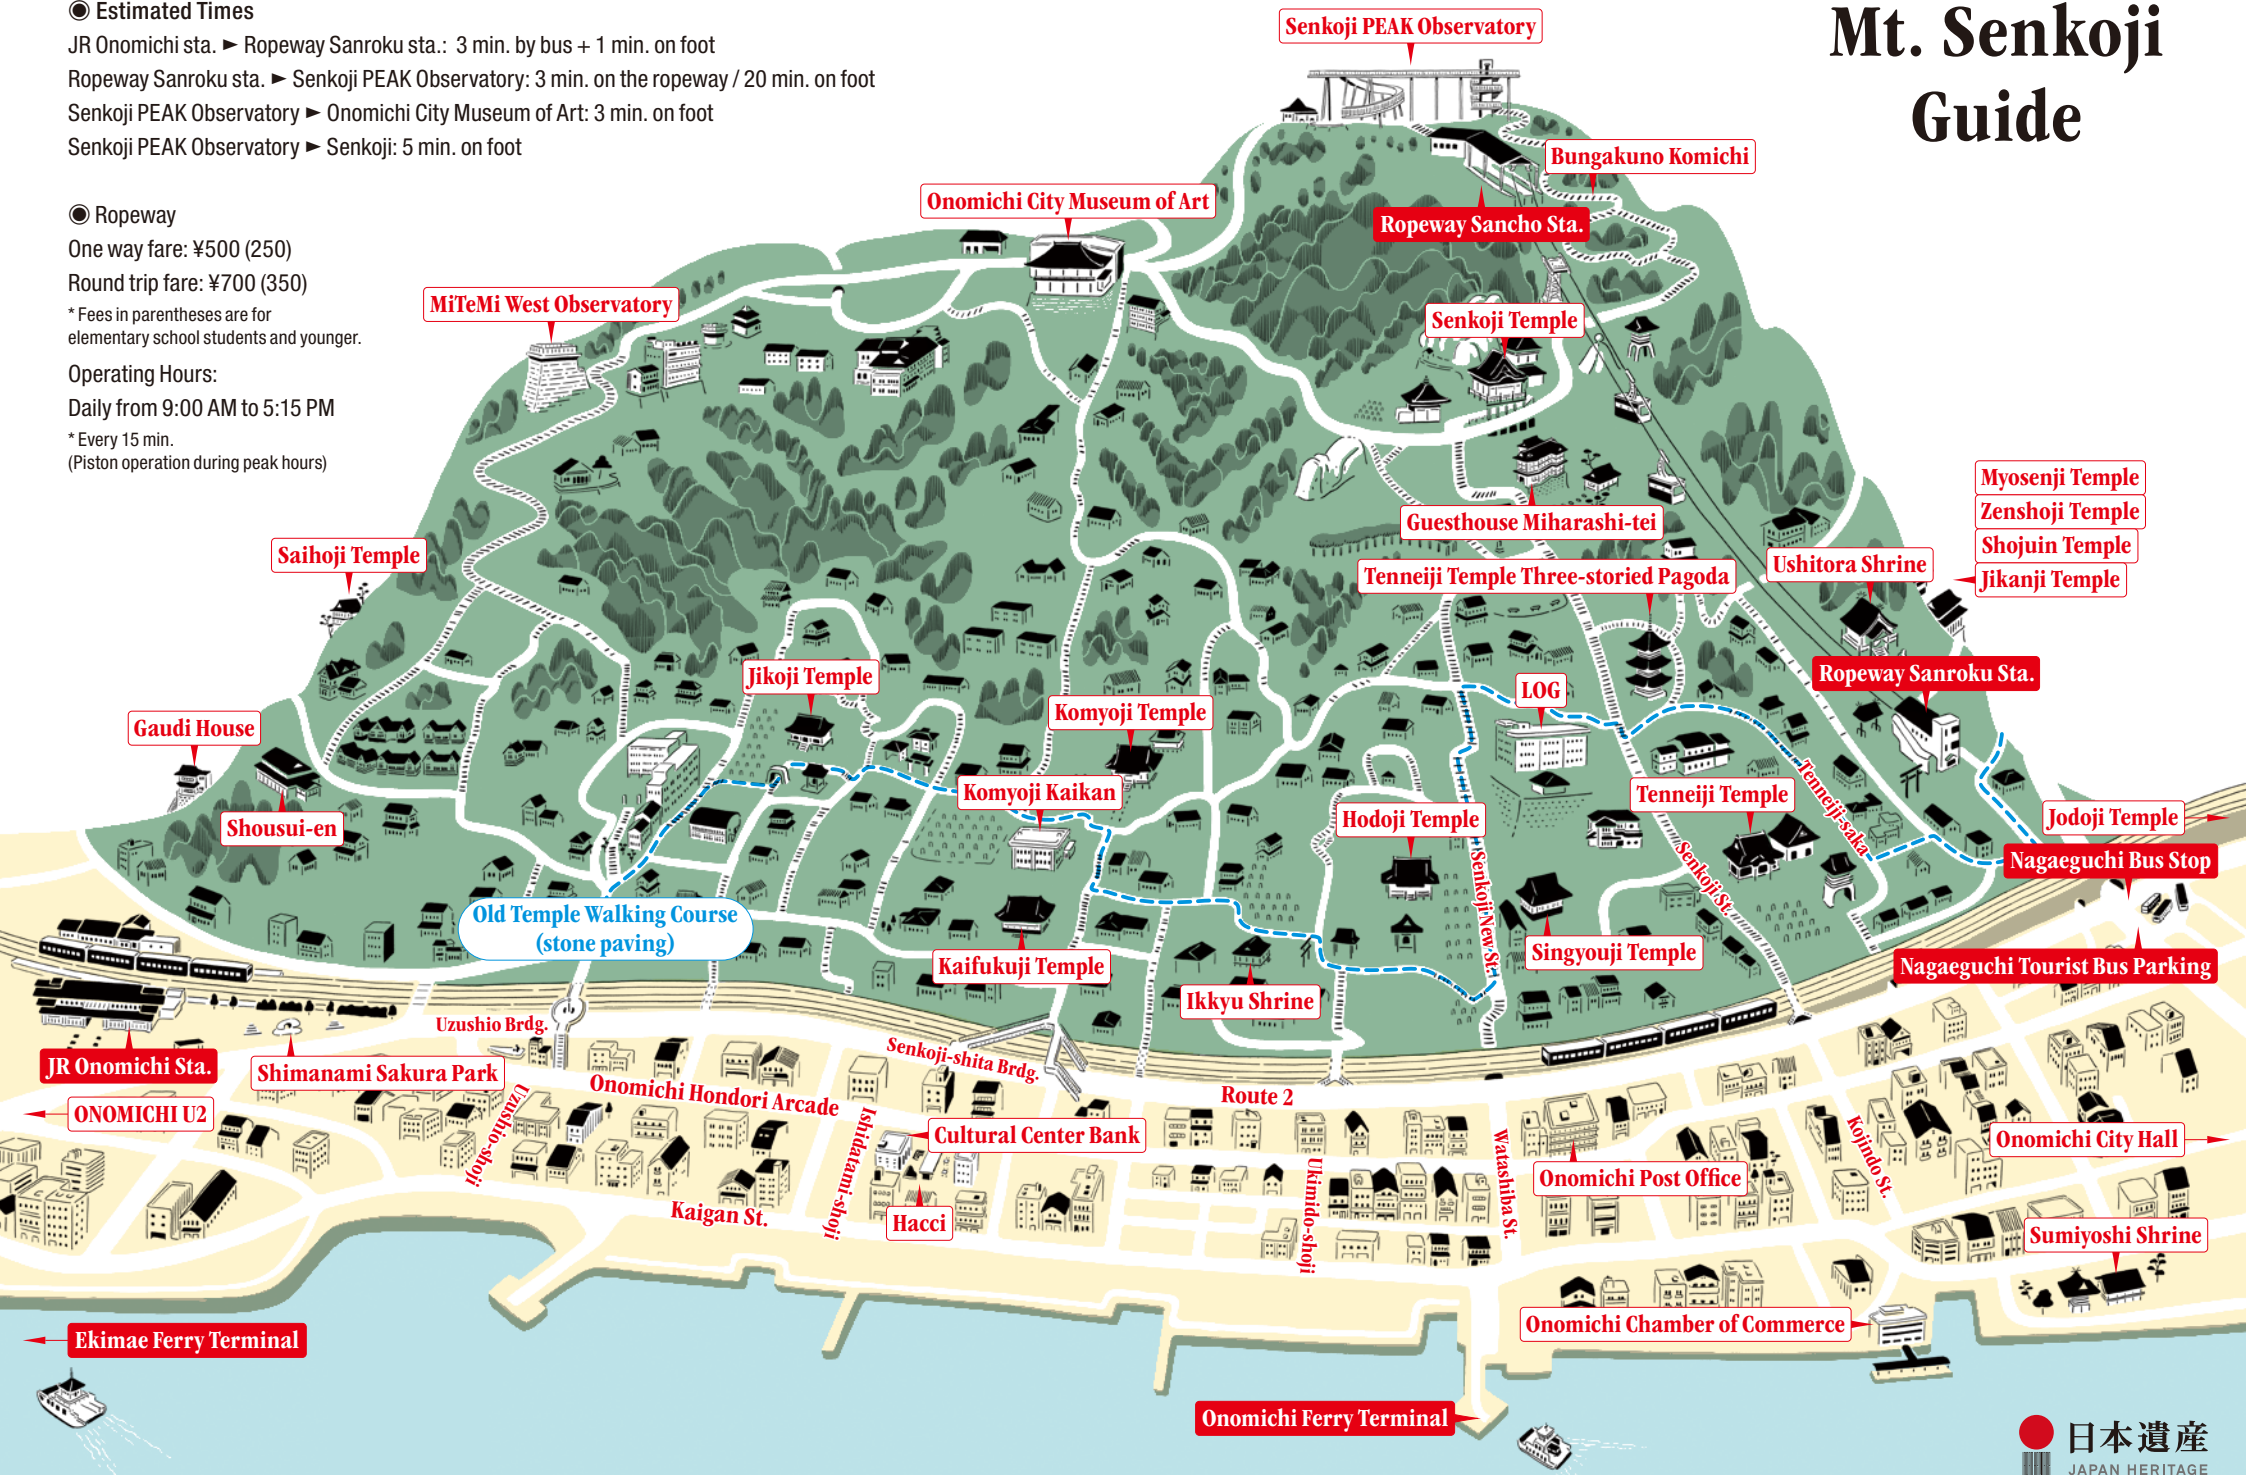 ◉ Estimated Times
JR Onomichi sta. ► Ropeway Sanroku sta.: 3 min. by bus + 1 min. on foot
Ropeway Sanroku sta. ► Senkoji PEAK Observatory: 3 min. on the ropeway / 20 min. on foot
Senkoji PEAK Observatory ► Onomichi City Museum of Art: 3 min. on foot
Senkoji PEAK Observatory ► Senkoji: 5 min. on foot
◉ Ropeway
One way fare: ¥500 (250)
Round trip fare: ¥700 (350)
* Fees in parentheses are for
elementary school students and younger.
Operating Hours:
Daily from 9:00 AM to 5:15 PM
* Every 15 min.
(Piston operation during peak hours)
Mt. Senkoji
Guide
Senkoji PEAK Observatory
Bungakuno Komichi
Onomichi City Museum of Art
Ropeway Sancho Sta.
MiTeMi West Observatory
Senkoji Temple
Myosenji Temple
Zenshoji Temple
Shojuin Temple
Jikanji Temple
Guesthouse Miharashi-tei
Saihoji Temple
Ushitora Shrine
Tenneiji Temple Three-storied Pagoda
Jikoji Temple
Ropeway Sanroku Sta.
LOG
Komyoji Temple
Gaudi House
Komyoji Kaikan
Tenneiji Temple
Tenneiji-saka
Hodoji Temple
Jodoji Temple
Shousui-en
Nagaeguchi Bus Stop
Senkoji St.
Senkoji New St.
Old Temple Walking Course
(stone paving)
Singyouji Temple
Kaifukuji Temple
Nagaeguchi Tourist Bus Parking
Ikkyu Shrine
Uzushio Brdg.
Senkoji-shita Brdg.
JR Onomichi Sta.
Shimanami Sakura Park
Onomichi Hondori Arcade
Route 2
ONOMICHI U2
Uzushio-shoji
Ishidatami-shoji
Cultural Center Bank
Ukimido-shoji
Watashiba St.
Kojindo St.
Onomichi City Hall
Onomichi Post Office
Kaigan St.
Hacci
Sumiyoshi Shrine
Onomichi Chamber of Commerce
Ekimae Ferry Terminal
Onomichi Ferry Terminal
日本遺産
JAPAN HERITAGE